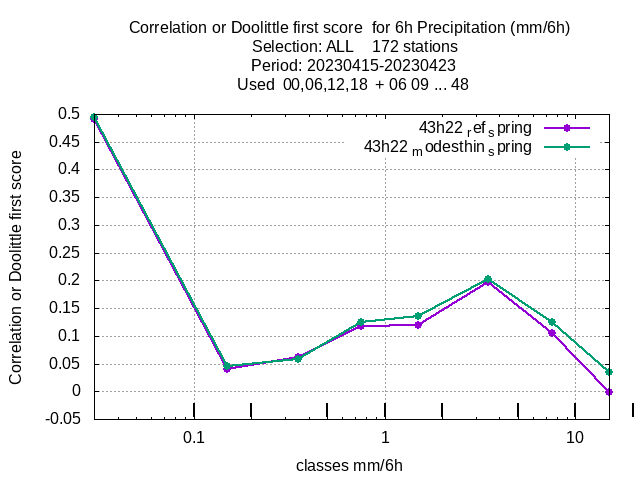 Correlation or Doolittle first score  for 6h Precipitation (mm/6h)
Selection: ALL    172 stations
Period: 20230415-20230423
Used  00,06,12,18  + 06 09 ... 48
43h22 ref spring
43h22 modesthin spring
Correlation or Doolittle first score
0.5
0.45
0.4
0.35
0.3
0.25
0.2
0.15
0.1
0.05
0
-0.05
0.1
1
10
classes mm/6h